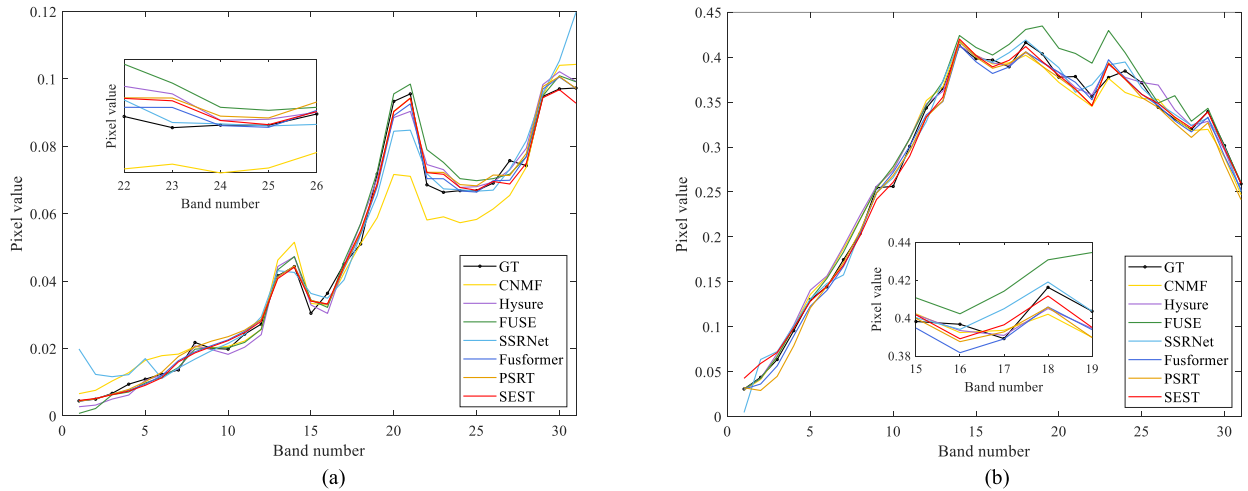 0.12
0.1
0.08
0.06
0.04
0.02
0
Pixel value
0 5 10 15 20 25 30
Band number
Pixel value
22 23 24 25 26
Band number
GT
CNMF
Hysure
FUSE
SSRNet
Fusformer
PSRT
SEST
(a)
0.45
0.4
0.35
0.3
0.25
0.2
0.15
0.1
0.05
0
Pixel value
0 5 10 15 20 25 30
Band number
0.44
0.42
0.4
0.38
Pixel value
15 16 17 18 19
Band number
GT
CNMF
Hysure
FUSE
SSRNet
Fusformer
PSRT
SEST
(b)